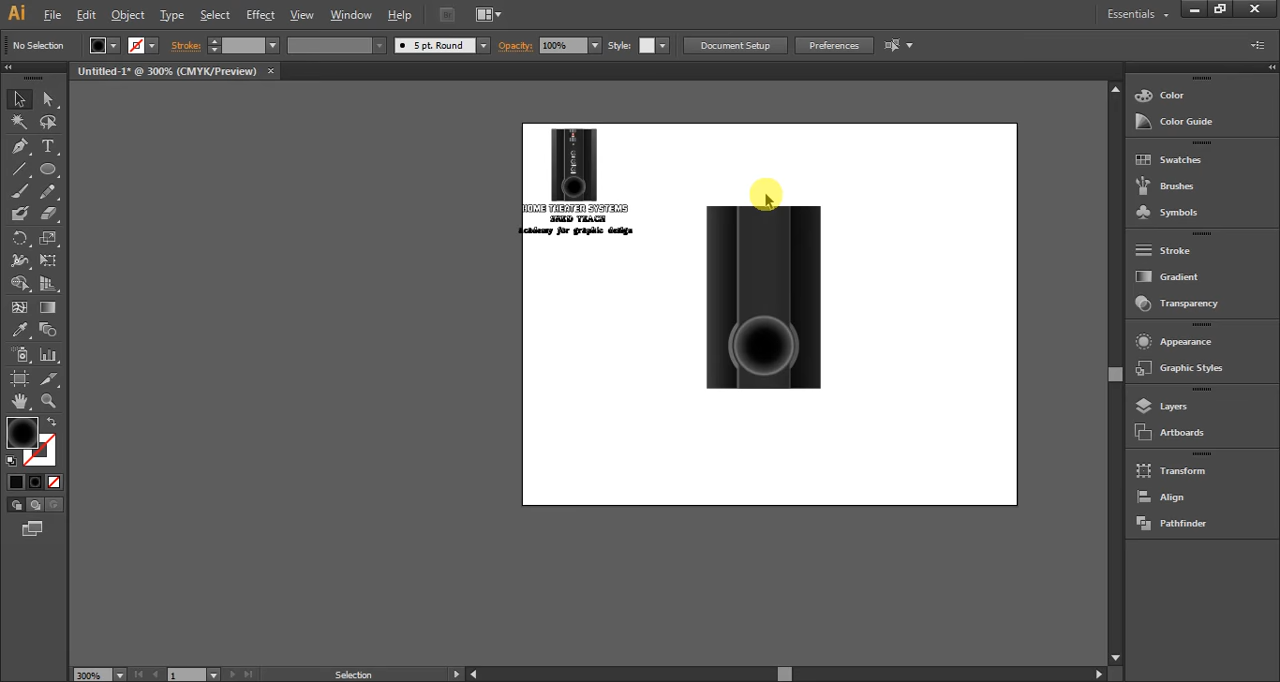 Ai File Edit Object Type Select Effect View Window Help Br Essentials
No Selection Stroke: 5 pt. Round Opacity: 100% Style: Document Setup Preferences
Untitled-1* @ 300% (CMYK/Preview) ×
Color
Color Guide
Swatches
Brushes
Symbols
Stroke
Gradient
Transparency
Appearance
Graphic Styles
Layers
Artboards
Transform
Align
Pathfinder
HOME THEATER SYSTEMS
academy for graphic design
300% 1 Selection